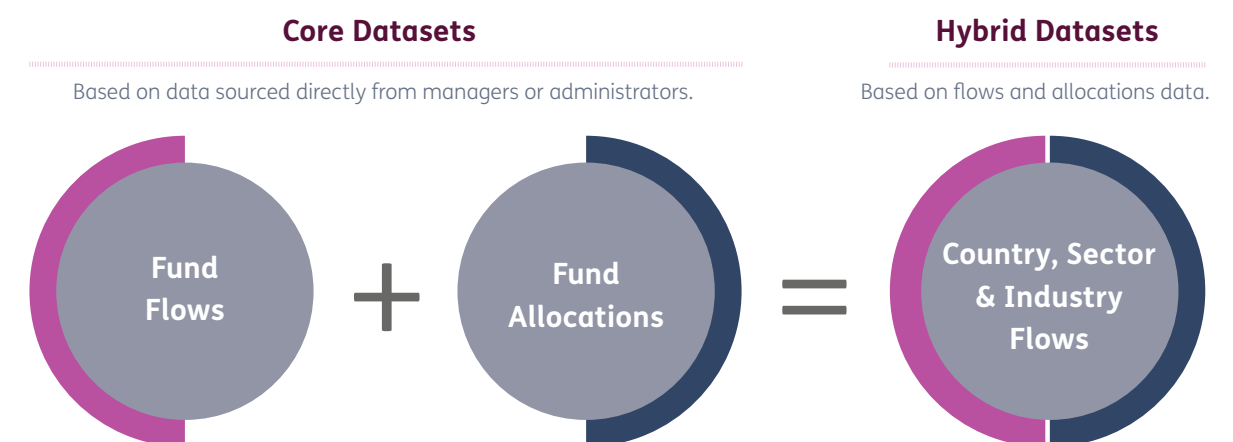 Core Datasets
Based on data sourced directly from managers or administrators.
Fund
Flows
+
Fund
Allocations
=
Hybrid Datasets
Based on flows and allocations data.
Country, Sector
& Industry
Flows